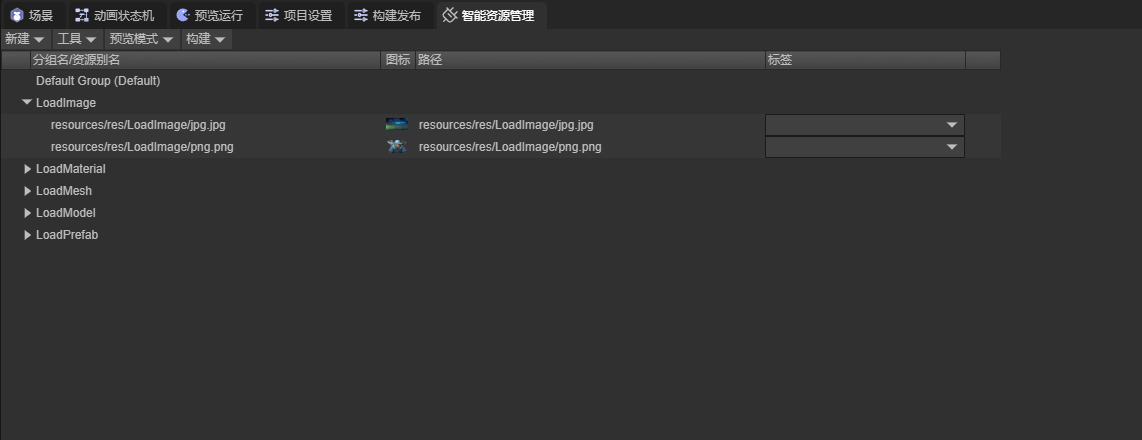 场景 动画状态机 预览运行 项目设置 构建发布 智能资源管理
新建 工具 预览模式 构建
分组名/资源别名 图标 路径 标签
Default Group (Default)
LoadImage
resources/res/LoadImage/jpg.jpg resources/res/LoadImage/jpg.jpg
resources/res/LoadImage/png.png resources/res/LoadImage/png.png
LoadMaterial
LoadMesh
LoadModel
LoadPrefab